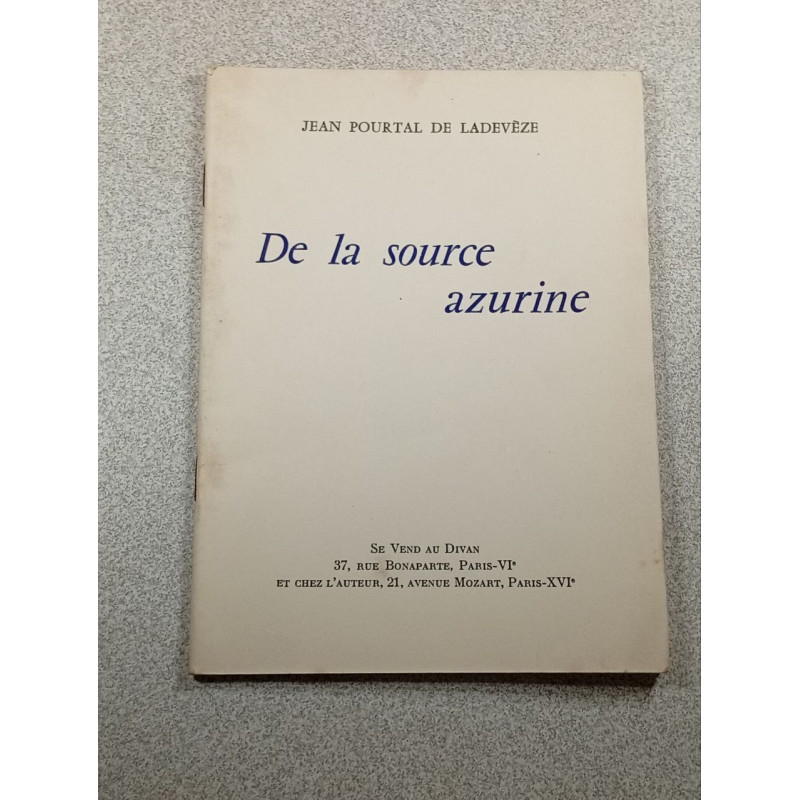 JEAN POURTAL DE LADEVÈZE
De la source
azurine
SE VEND AU DIVAN
37, RUE BONAPARTE, PARIS-VIᵉ
ET CHEZ L'AUTEUR, 21, AVENUE MOZART, PARIS-XVIᵉ